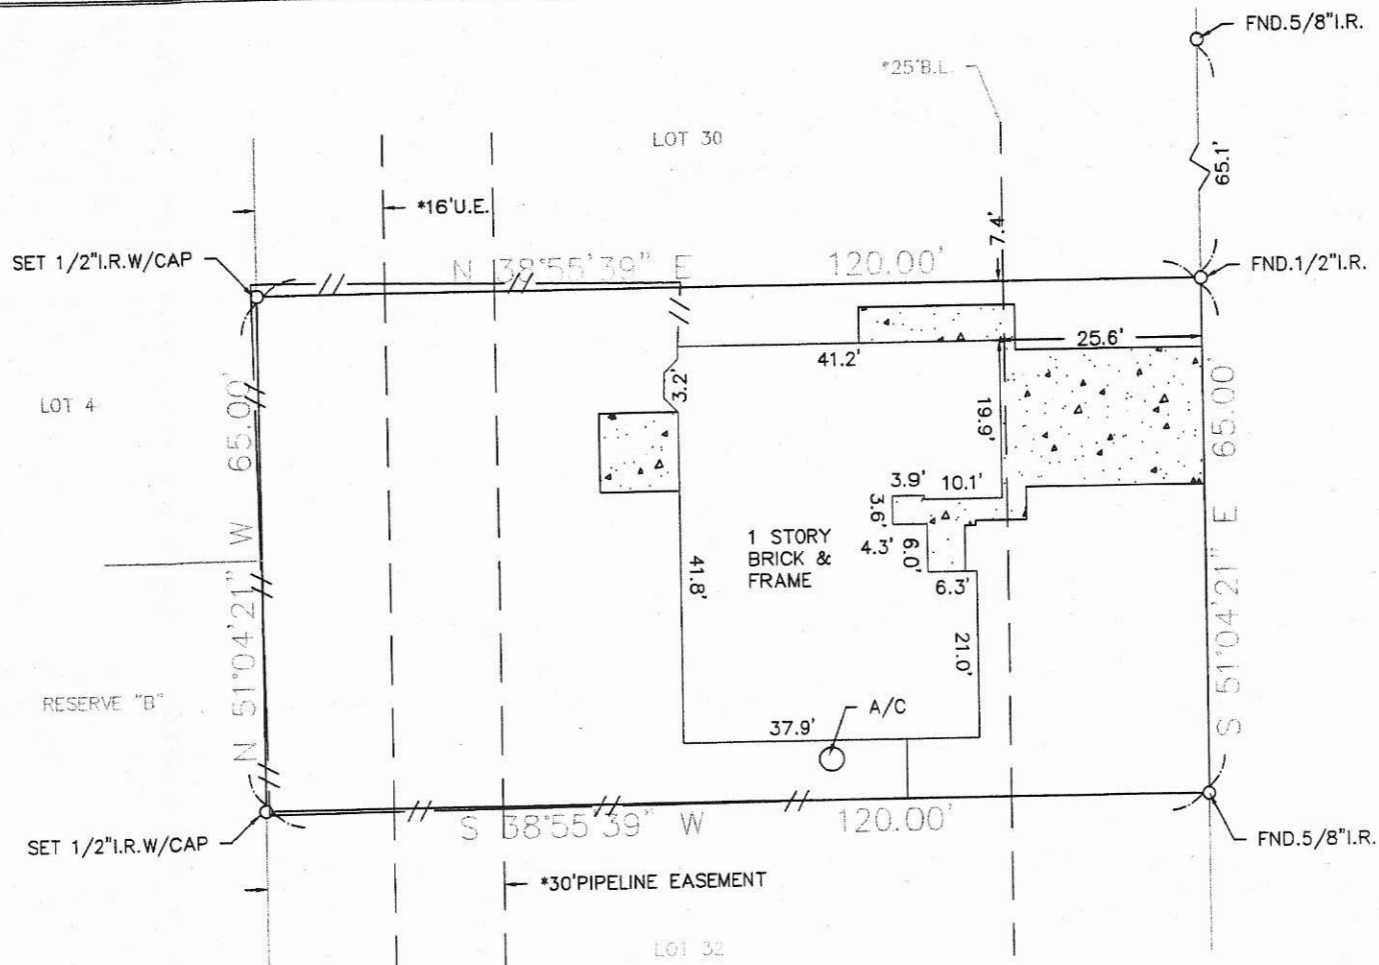 FND.5/8"I.R.
*25'B.L.
LOT 30
65.1'
*16'U.E.
7.4'
SET 1/2"I.R.W/CAP
N 38°55'39" E
120.00'
FND.1/2"I.R.
25.6'
41.2'
3.2'
LOT 4
N 51°04'21" W 65.00'
19.9'
S 51°04'21" E 65.00'
3.9'
10.1'
3.6'
1 STORY
BRICK &
FRAME
4.3'
6.0'
6.3'
41.8'
21.0'
RESERVE "B"
A/C
37.9'
S 38°55'39" W
120.00'
SET 1/2"I.R.W/CAP
FND.5/8"I.R.
*30'PIPELINE EASEMENT
LOT 32